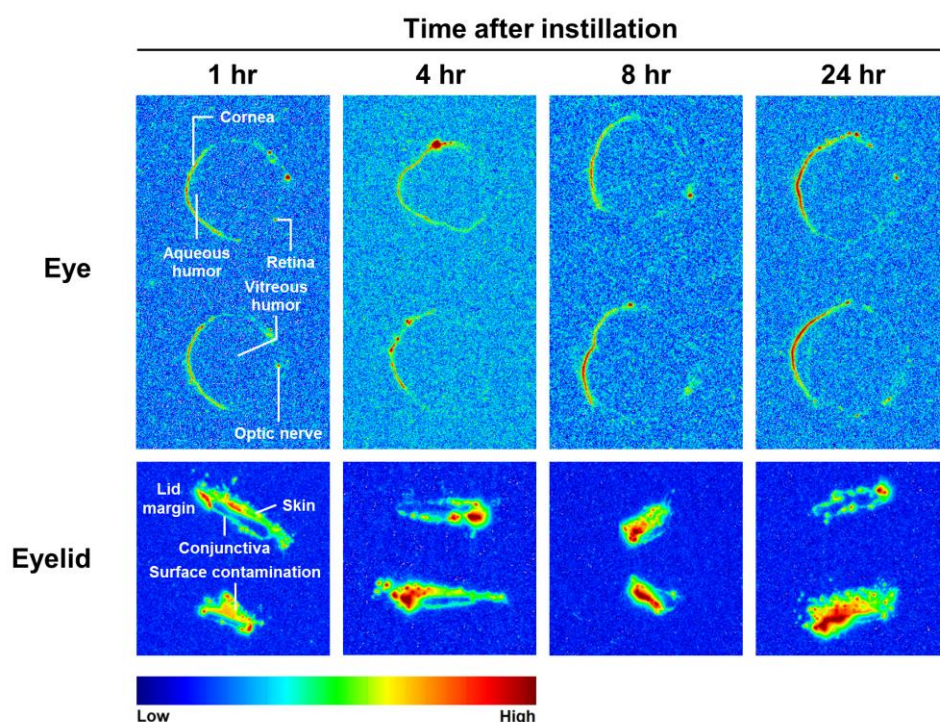 Time after instillation
1 hr
4 hr
8 hr
24 hr
Eye
Cornea
Aqueous
humor
Retina
Vitreous
humor
Optic nerve
Eyelid
Lid
margin
Skin
Conjunctiva
Surface contamination
Low
High